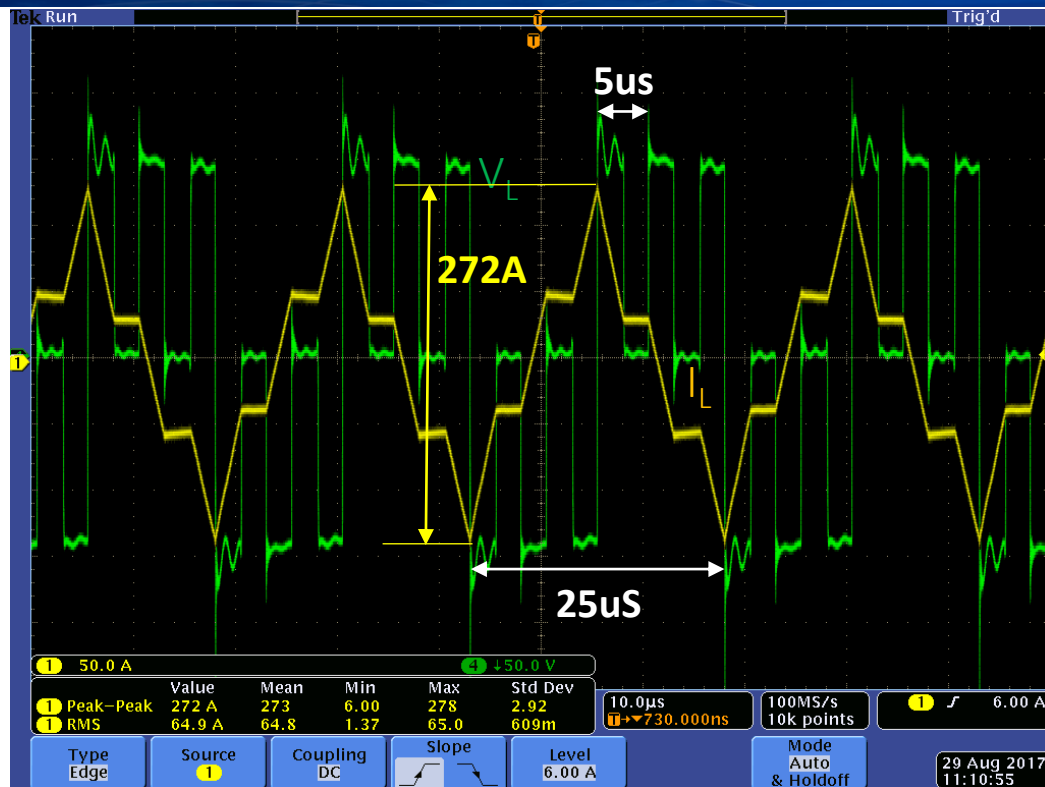 Tek Run Trig'd
T
T
5us
V_L
272A
1
I_L
25uS
1 50.0 A 4 ↓50.0 V
Value Mean Min Max Std Dev
1 Peak-Peak 272 A 273 6.00 278 2.92
1 RMS 64.9 A 64.8 1.37 65.0 609m
10.0µs
T→▼730.000ns
100MS/s
10k points
1 ʃ 6.00 A
Type
Edge
Source
1
Coupling
DC
Slope
Level
6.00 A
Mode
Auto
& Holdoff
29 Aug 2017
11:10:55